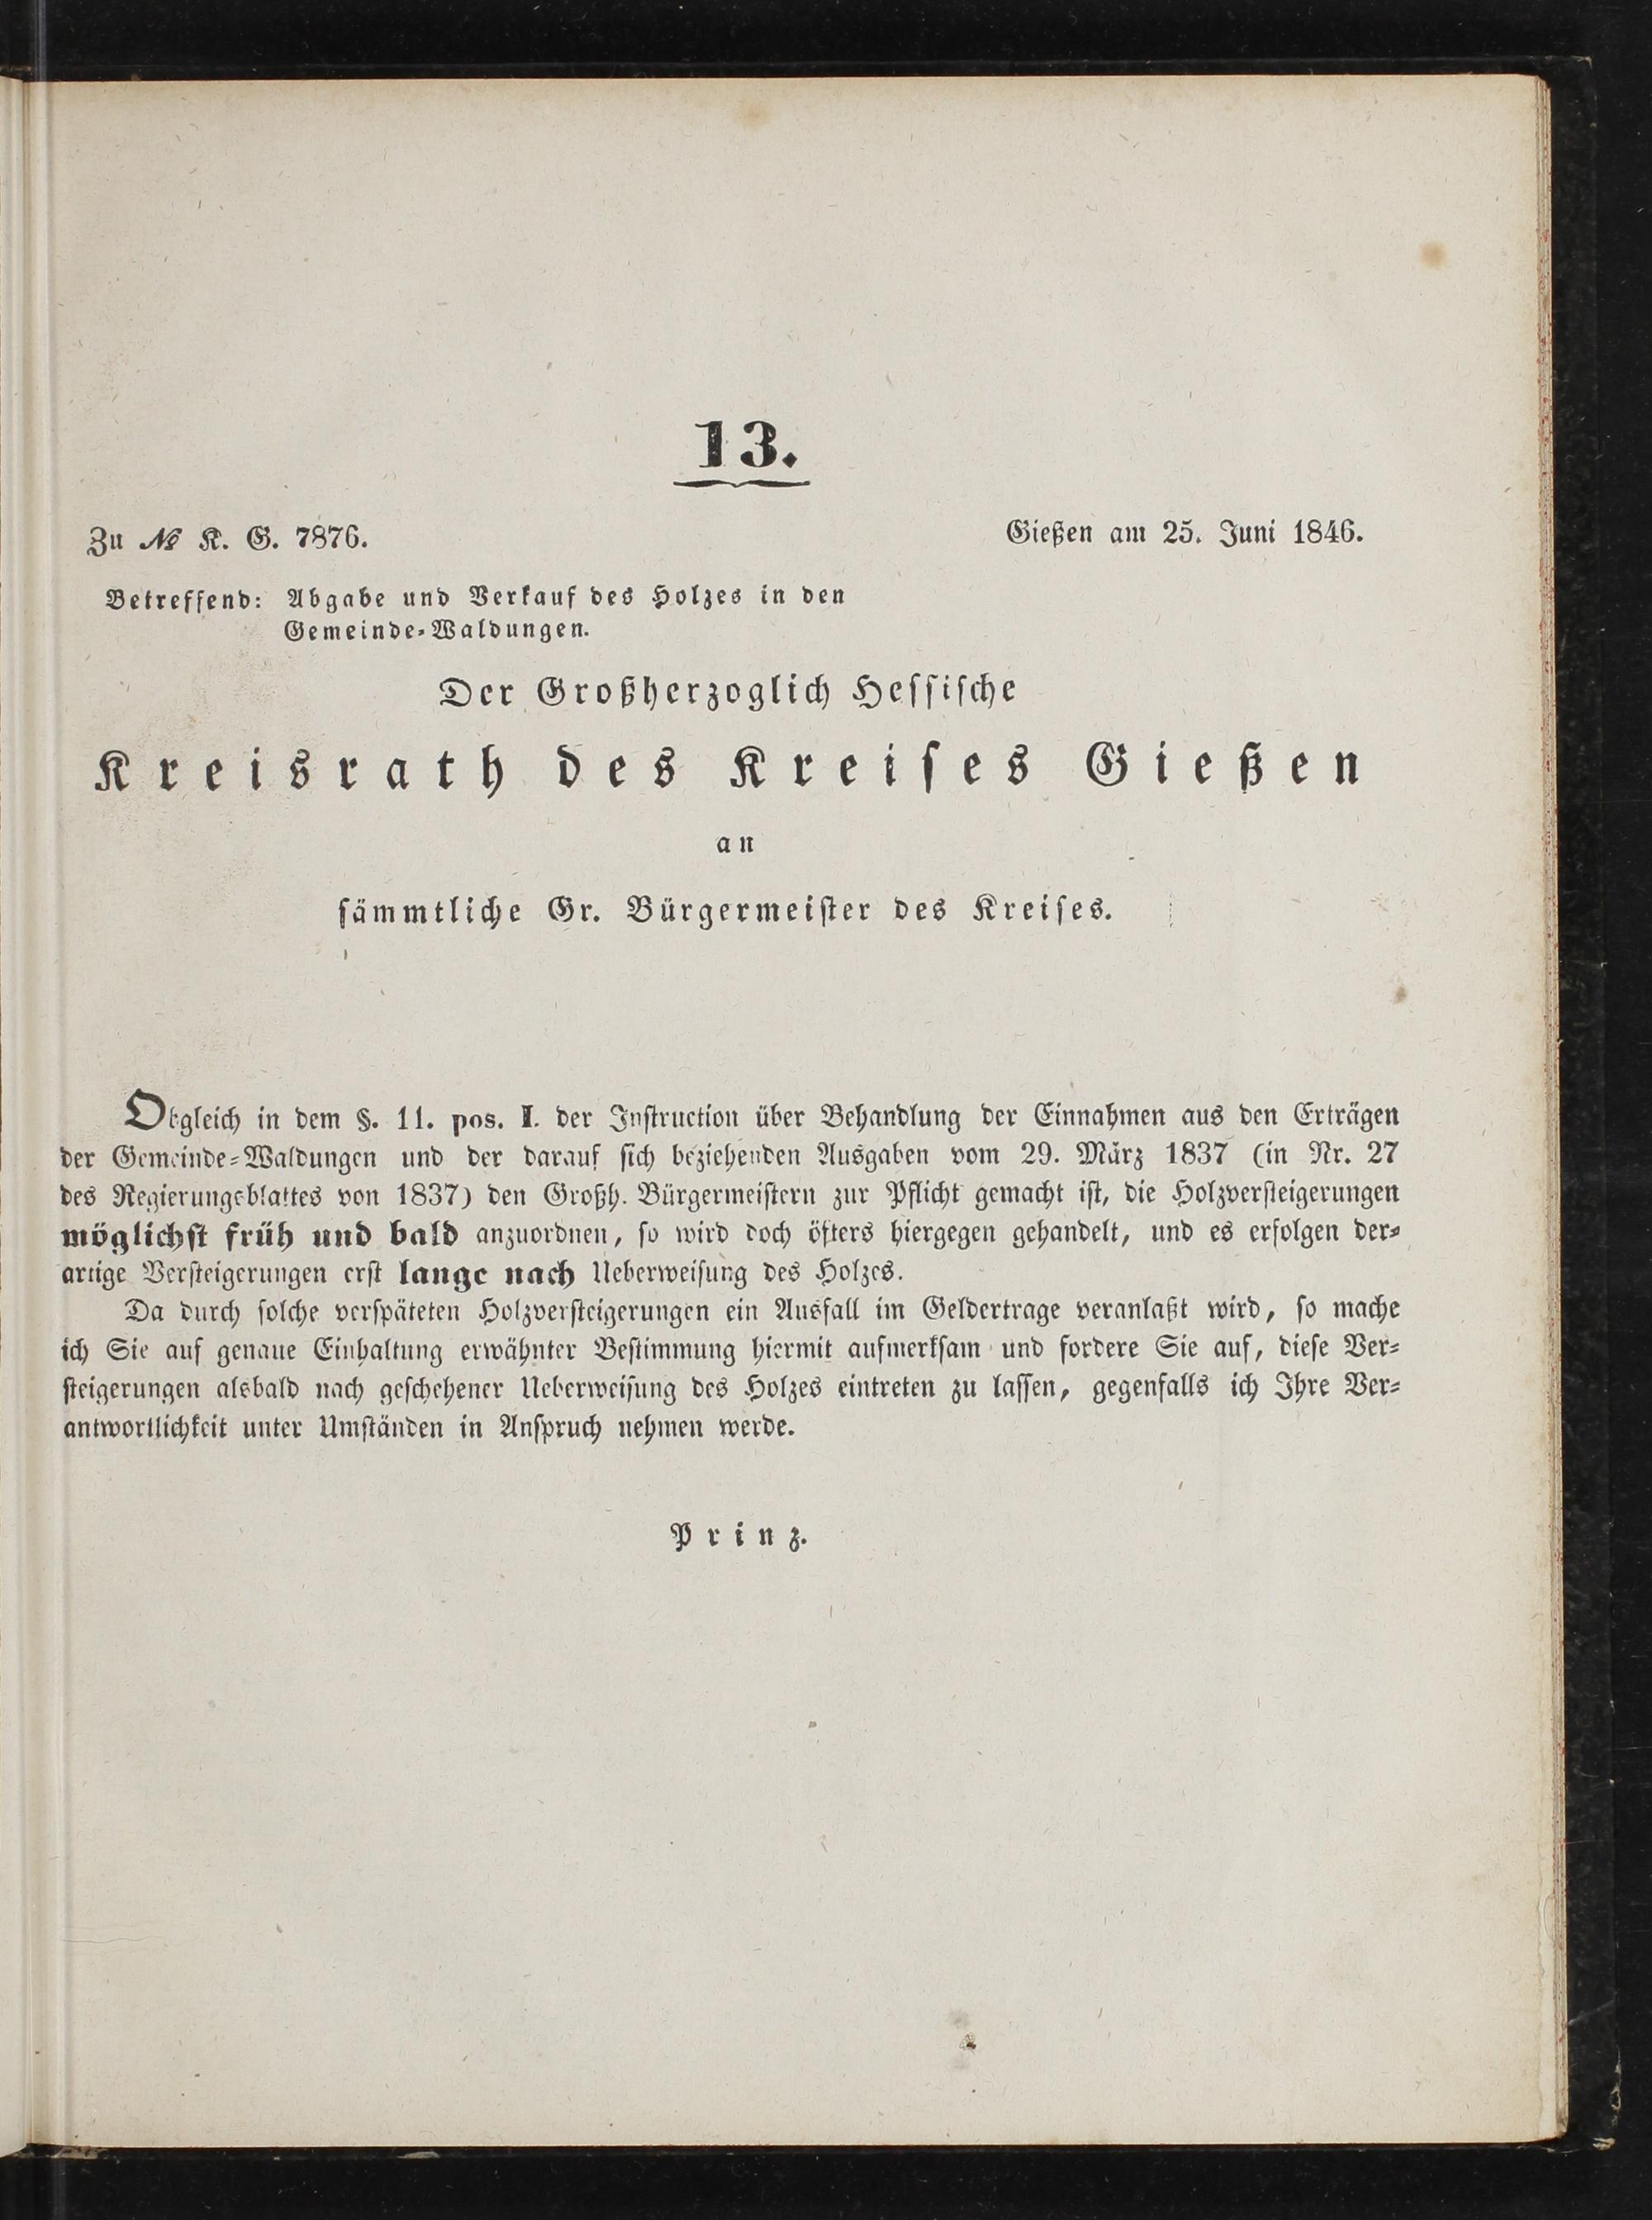 13.
Zu № K. G. 7876.
Gießen am 25. Juni 1846.
Betreffend: Abgabe und Verkauf des Holzes in den
Gemeinde-Waldungen.
Der Großherzoglich Hessische
Kreisrath des Kreises Gießen
an
sämmtliche Gr. Bürgermeister des Kreises.
Obgleich in dem §. 11. pos. I. der Instruction über Behandlung der Einnahmen aus den Erträgen
der Gemeinde-Waldungen und der darauf sich beziehenden Ausgaben vom 29. März 1837 (in Nr. 27
des Regierungsblattes von 1837) den Großh. Bürgermeistern zur Pflicht gemacht ist, die Holzversteigerungen
möglichst früh und bald anzuordnen, so wird doch öfters hiergegen gehandelt, und es erfolgen der-
artige Versteigerungen erst lange nach Ueberweisung des Holzes.
Da durch solche verspäteten Holzversteigerungen ein Ausfall im Geldertrage veranlaßt wird, so mache
ich Sie auf genaue Einhaltung erwähnter Bestimmung hiermit aufmerksam und fordere Sie auf, diese Ver-
steigerungen alsbald nach geschehener Ueberweisung des Holzes eintreten zu lassen, gegenfalls ich Ihre Ver-
antwortlichkeit unter Umständen in Anspruch nehmen werde.
Prinz.